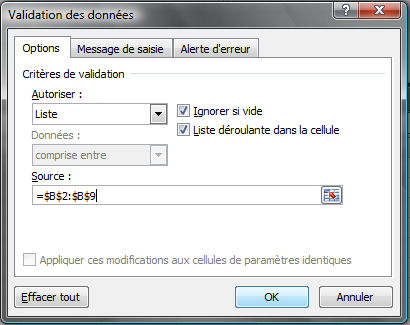 Validation des données
Options
Message de saisie
Alerte d'erreur
Critères de validation
Autoriser :
Liste
Ignorer si vide
Liste déroulante dans la cellule
Données :
comprise entre
Source :
=$B$2:$B$9
Appliquer ces modifications aux cellules de paramètres identiques
Effacer tout
OK
Annuler